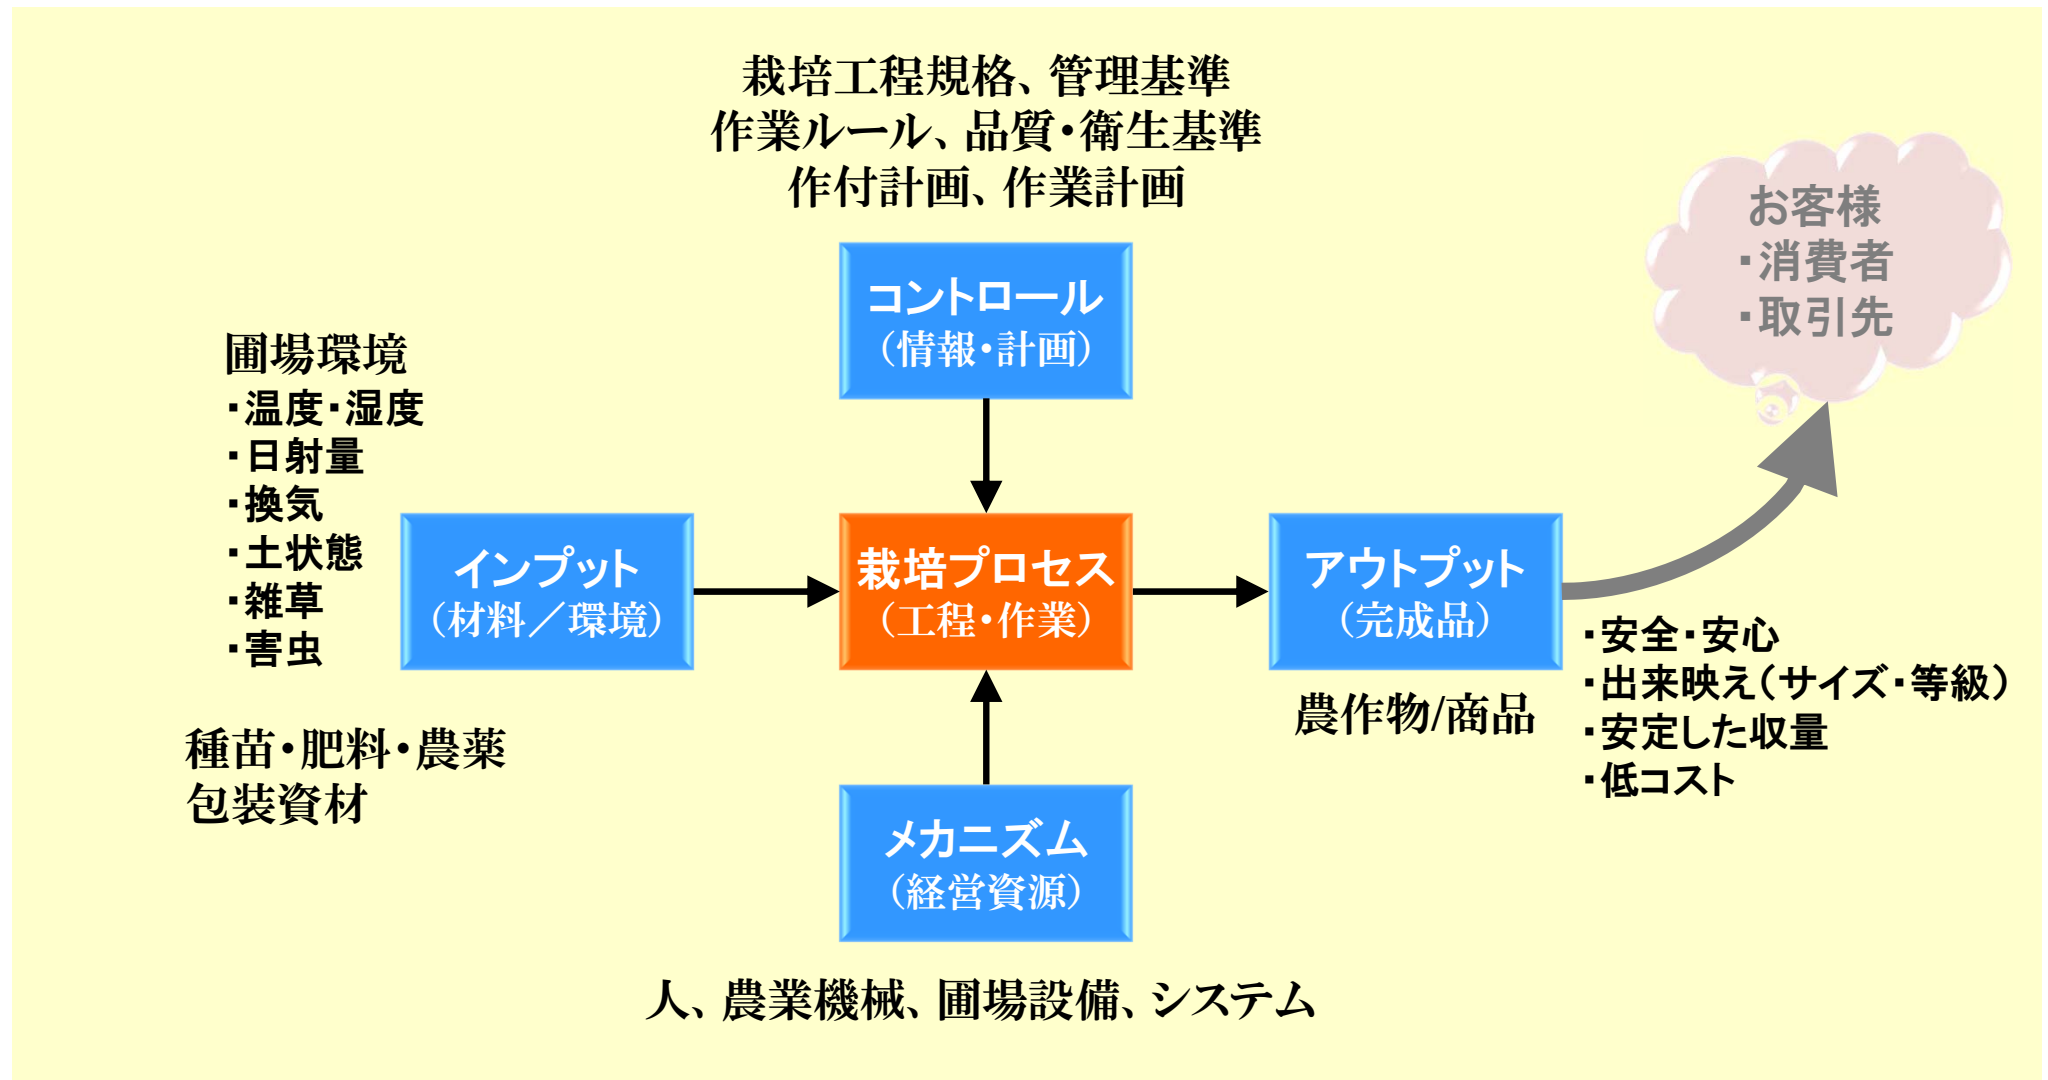 栽培工程規格、管理基準
作業ルール、品質・衛生基準
作付計画、作業計画
コントロール
（情報・計画）
お客様
・消費者
・取引先
圃場環境
・温度・湿度
・日射量
・換気
・土状態
・雑草
・害虫
インプット
（材料／環境）
種苗・肥料・農薬
包装資材
栽培プロセス
（工程・作業）
アウトプット
（完成品）
農作物/商品
・安全・安心
・出来映え（サイズ・等級）
・安定した収量
・低コスト
メカニズム
（経営資源）
人、農業機械、圃場設備、システム